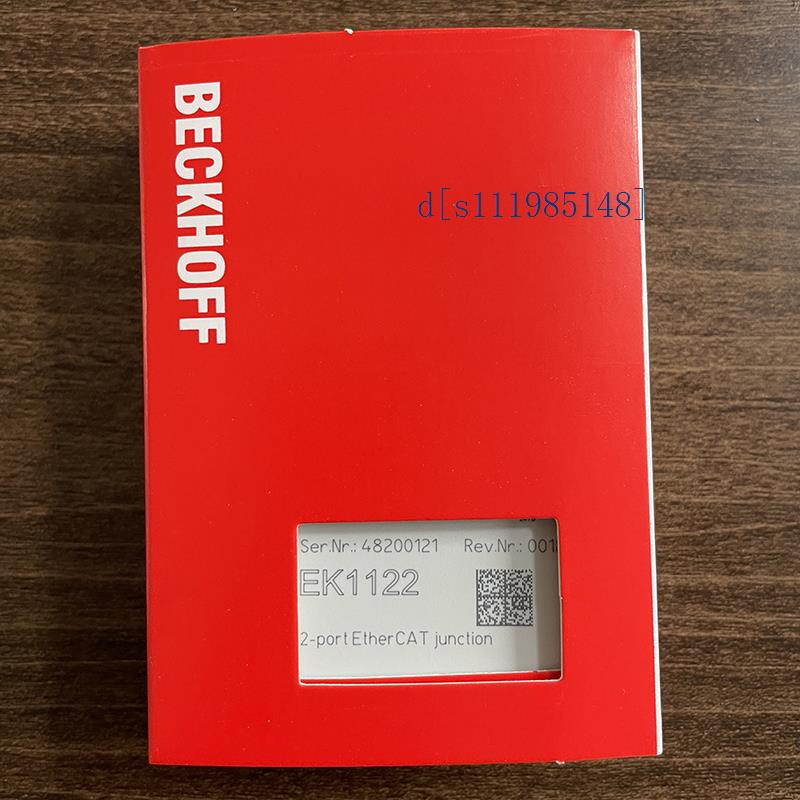 BECKHOFF
d[s111985148]
Ser.Nr.: 48200121 Rev.Nr.: 001
EK1122
2-port EtherCAT junction